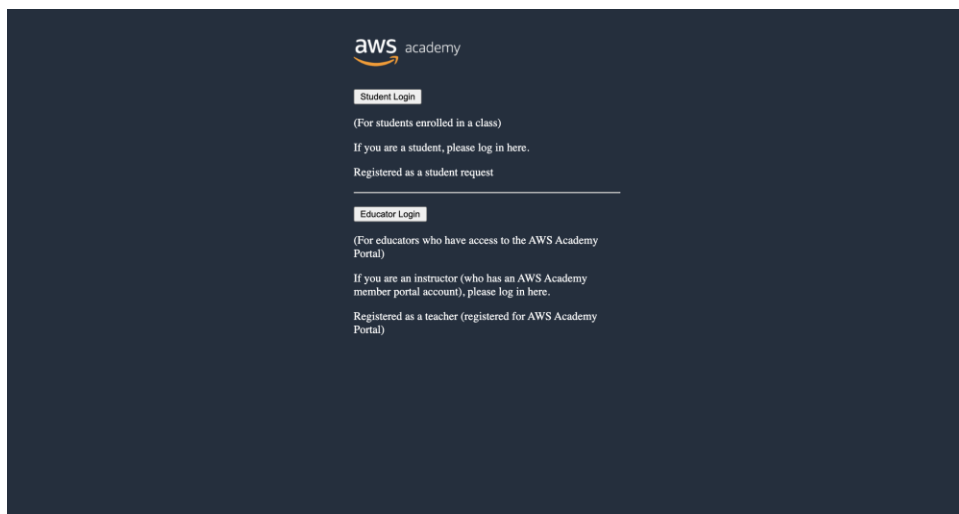 aws academy
Student Login
(For students enrolled in a class)
If you are a student, please log in here.
Registered as a student request
Educator Login
(For educators who have access to the AWS Academy
Portal)
If you are an instructor (who has an AWS Academy
member portal account), please log in here.
Registered as a teacher (registered for AWS Academy
Portal)